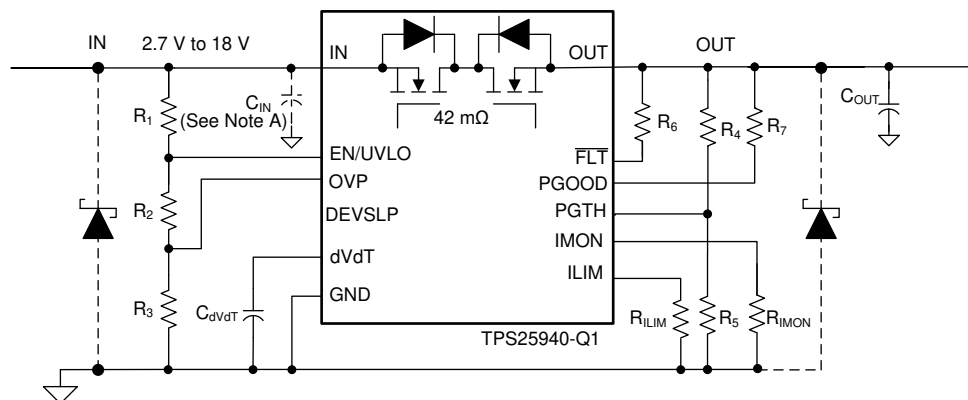 IN
2.7 V to 18 V
IN
OUT
OUT
42 mΩ
R1
CIN
(See Note A)
R6
R4
R7
COUT
EN/UVLO
OVP
DEVSLP
dVdT
GND
FLT
PGOOD
PGTH
IMON
ILIM
R2
R3
CdVdT
RILIM
R5
RIMON
TPS25940-Q1